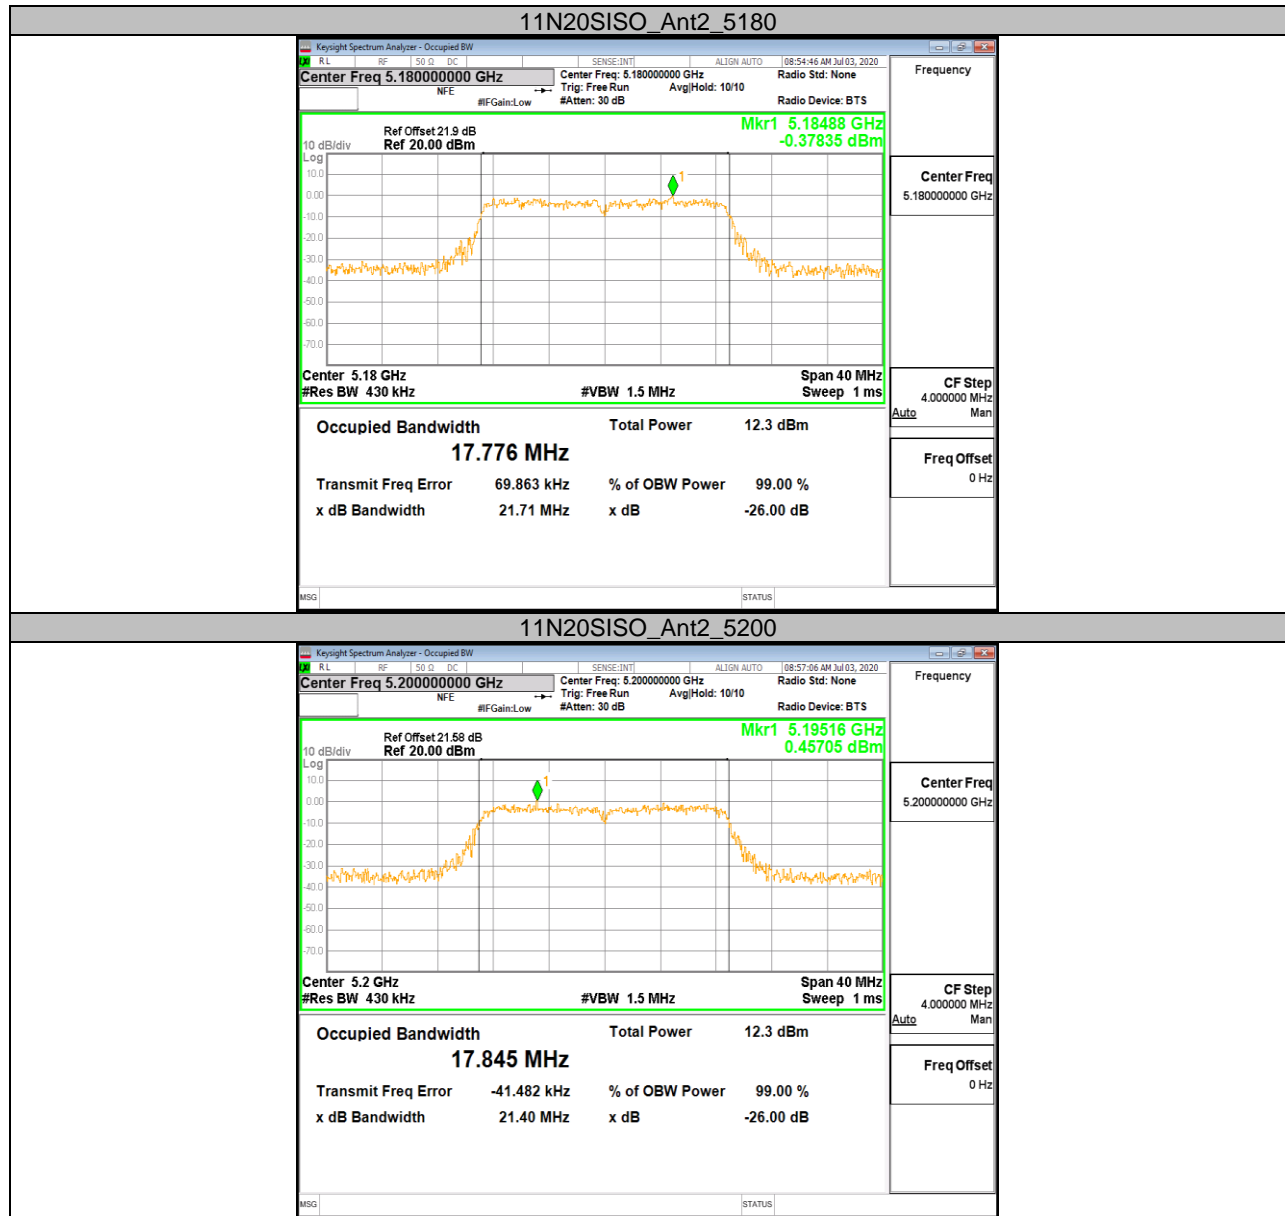 11N20SISO_Ant2_5180
Keysight Spectrum Analyzer - Occupied BW
RL RF 50 Ω DC SENSE:INT ALIGN AUTO 08:54:46 AM Jul 03, 2020
Center Freq 5.180000000 GHz Center Freq: 5.180000000 GHz Radio Std: None
NFE Trig: Free Run Avg|Hold: 10/10
#IFGain:Low #Atten: 30 dB Radio Device: BTS
Frequency
Mkr1 5.18488 GHz
Ref Offset 21.9 dB
10 dB/div Ref 20.00 dBm -0.37835 dBm
Log
10.0
0.00
-10.0
-20.0
-30.0
-40.0
-50.0
-60.0
-70.0
1
Center Freq
5.180000000 GHz
Center 5.18 GHz Span 40 MHz
#Res BW 430 kHz #VBW 1.5 MHz Sweep 1 ms
CF Step
4.000000 MHz
Auto Man
Occupied Bandwidth Total Power 12.3 dBm
17.776 MHz
Freq Offset
0 Hz
Transmit Freq Error 69.863 kHz % of OBW Power 99.00 %
x dB Bandwidth 21.71 MHz x dB -26.00 dB
MSG STATUS
11N20SISO_Ant2_5200
Keysight Spectrum Analyzer - Occupied BW
RL RF 50 Ω DC SENSE:INT ALIGN AUTO 08:57:06 AM Jul 03, 2020
Center Freq 5.200000000 GHz Center Freq: 5.200000000 GHz Radio Std: None
NFE Trig: Free Run Avg|Hold: 10/10
#IFGain:Low #Atten: 30 dB Radio Device: BTS
Frequency
Mkr1 5.19516 GHz
Ref Offset 21.58 dB
10 dB/div Ref 20.00 dBm 0.45705 dBm
Log
10.0
0.00
-10.0
-20.0
-30.0
-40.0
-50.0
-60.0
-70.0
1
Center Freq
5.200000000 GHz
Center 5.2 GHz Span 40 MHz
#Res BW 430 kHz #VBW 1.5 MHz Sweep 1 ms
CF Step
4.000000 MHz
Auto Man
Occupied Bandwidth Total Power 12.3 dBm
17.845 MHz
Freq Offset
0 Hz
Transmit Freq Error -41.482 kHz % of OBW Power 99.00 %
x dB Bandwidth 21.40 MHz x dB -26.00 dB
MSG STATUS